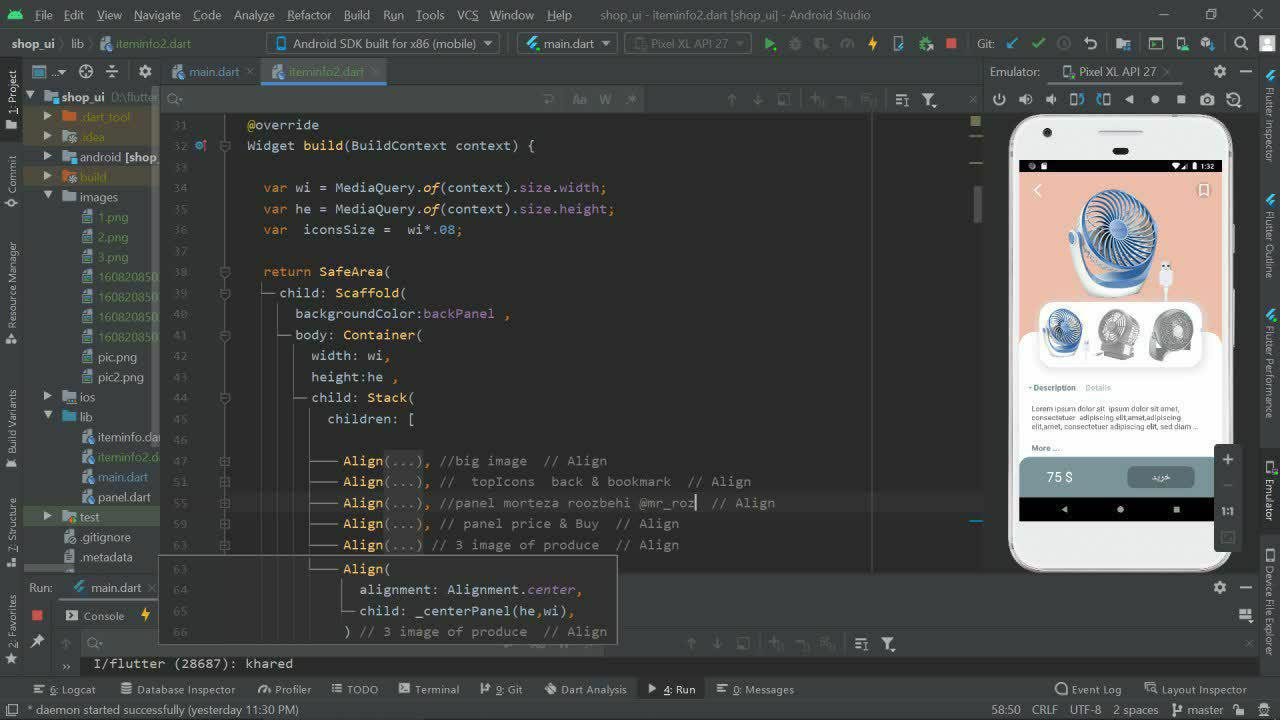 File Edit View Navigate Code Analyze Refactor Build Run Tools VCS Window Help shop_ui - iteminfo2.dart [shop_ui] - Android Studio
shop_ui lib iteminfo2.dart Android SDK built for x86 (mobile) main.dart Pixel XL API 27 Git:
1: Project
Commit
Resource Manager
Build Variants
7: Structure
2: Favorites
shop_ui D:\flutter
.dart_tool
.idea
android [shop_
build
images
1.png
2.png
3.png
1608208502
1608208502
1608208502
1608208502
pic.png
pic2.png
ios
lib
iteminfo.dar
iteminfo2.d
main.dart
panel.dart
test
.gitignore
.metadata
main.dart iteminfo2.dart
Aa W .*
31 @override
32 Widget build(BuildContext context) {
33
34 var wi = MediaQuery.of(context).size.width;
35 var he = MediaQuery.of(context).size.height;
36 var iconsSize = wi*.08;
37
38 return SafeArea(
39 child: Scaffold(
40 backgroundColor:backPanel ,
41 body: Container(
42 width: wi,
43 height:he ,
44 child: Stack(
45 children: [
46
47 Align(...), //big image // Align
51 Align(...), // topIcons back & bookmark // Align
55 Align(...), //panel morteza roozbehi @mr_roz // Align
59 Align(...), // panel price & Buy // Align
63 Align(...) // 3 image of produce // Align
63 Align(
64 alignment: Alignment.center,
65 child: _centerPanel(he,wi),
66 ) // 3 image of produce // Align
Emulator: Pixel XL API 27
1:32
• Description Details
Lorem ipsum dolor sit ipsum dolor sit amet,
consectetuer adipiscing elit,amet,adipiscing
elit,amet, consectetuer adipiscing elit, sed diam ...
More ...
75 $ خرید
1:1
Flutter Inspector
Flutter Outline
Flutter Performance
Emulator
Device File Explorer
Run: main.dart
Console
I/flutter (28687): khared
6: Logcat Database Inspector Profiler TODO Terminal 9: Git Dart Analysis 4: Run 0: Messages Event Log Layout Inspector
* daemon started successfully (yesterday 11:30 PM) 58:50 CRLF UTF-8 2 spaces master